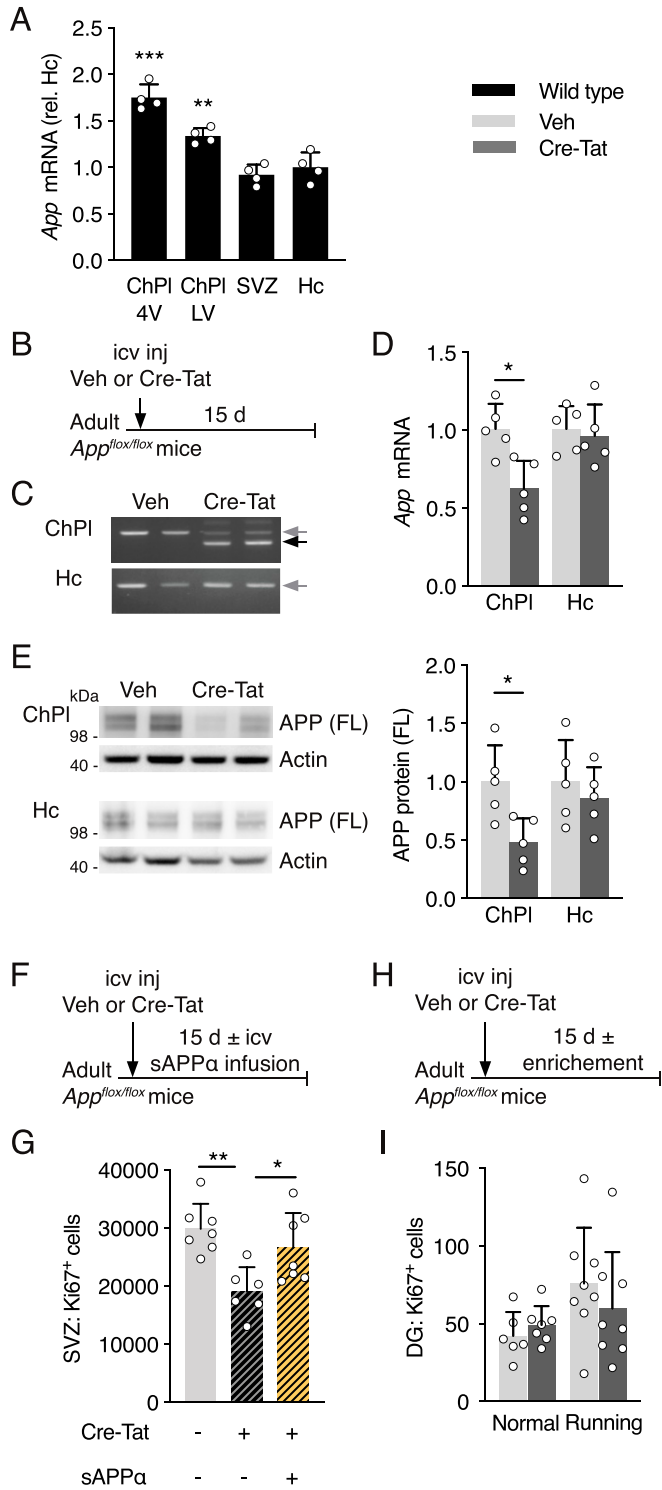 A
App mRNA (rel. Hc)
2.5
2.0
1.5
1.0
0.5
0.0
***
**
ChPl 4V
ChPl LV
SVZ
Hc
Wild type
Veh
Cre-Tat
B
icv inj
Veh or Cre-Tat
Adult
15 d
App flox/flox mice
C
Veh Cre-Tat
ChPl
Hc
D
App mRNA
1.5
1.0
0.5
0.0
*
ChPl Hc
E
kDa
Veh Cre-Tat
ChPl
APP (FL)
98 -
40 -
Actin
Hc
APP (FL)
98 -
40 -
Actin
APP protein (FL)
2.0
1.5
1.0
0.5
0.0
*
ChPl Hc
F
icv inj
Veh or Cre-Tat
15 d ± icv
Adult sAPPα infusion
App flox/flox mice
H
icv inj
Veh or Cre-Tat
15 d ±
Adult enrichement
App flox/flox mice
G
SVZ: Ki67+ cells
40000
30000
20000
10000
0
** *
Cre-Tat - + +
sAPPα - - +
I
DG: Ki67+ cells
150
100
50
0
Normal Running